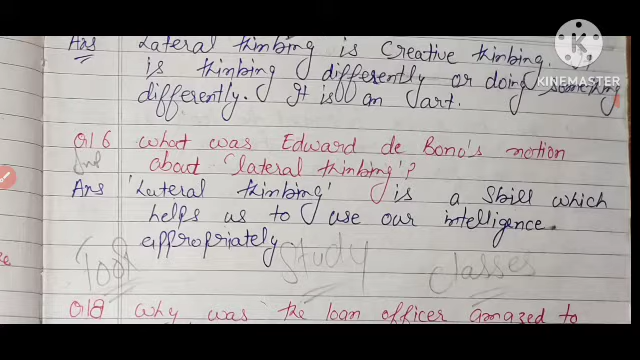 Ans Lateral thinking is Creative thinking.
is thinking differently or doing something
differently. It is an art.
KINEMASTER
Q16 what was Edward de Bono's notion
about 'lateral thinking'?
Ans 'Lateral thinking' is a skill which
helps us to use our intelligence
appropriately.
Study Classes
Q18 why was the loan officer amazed to